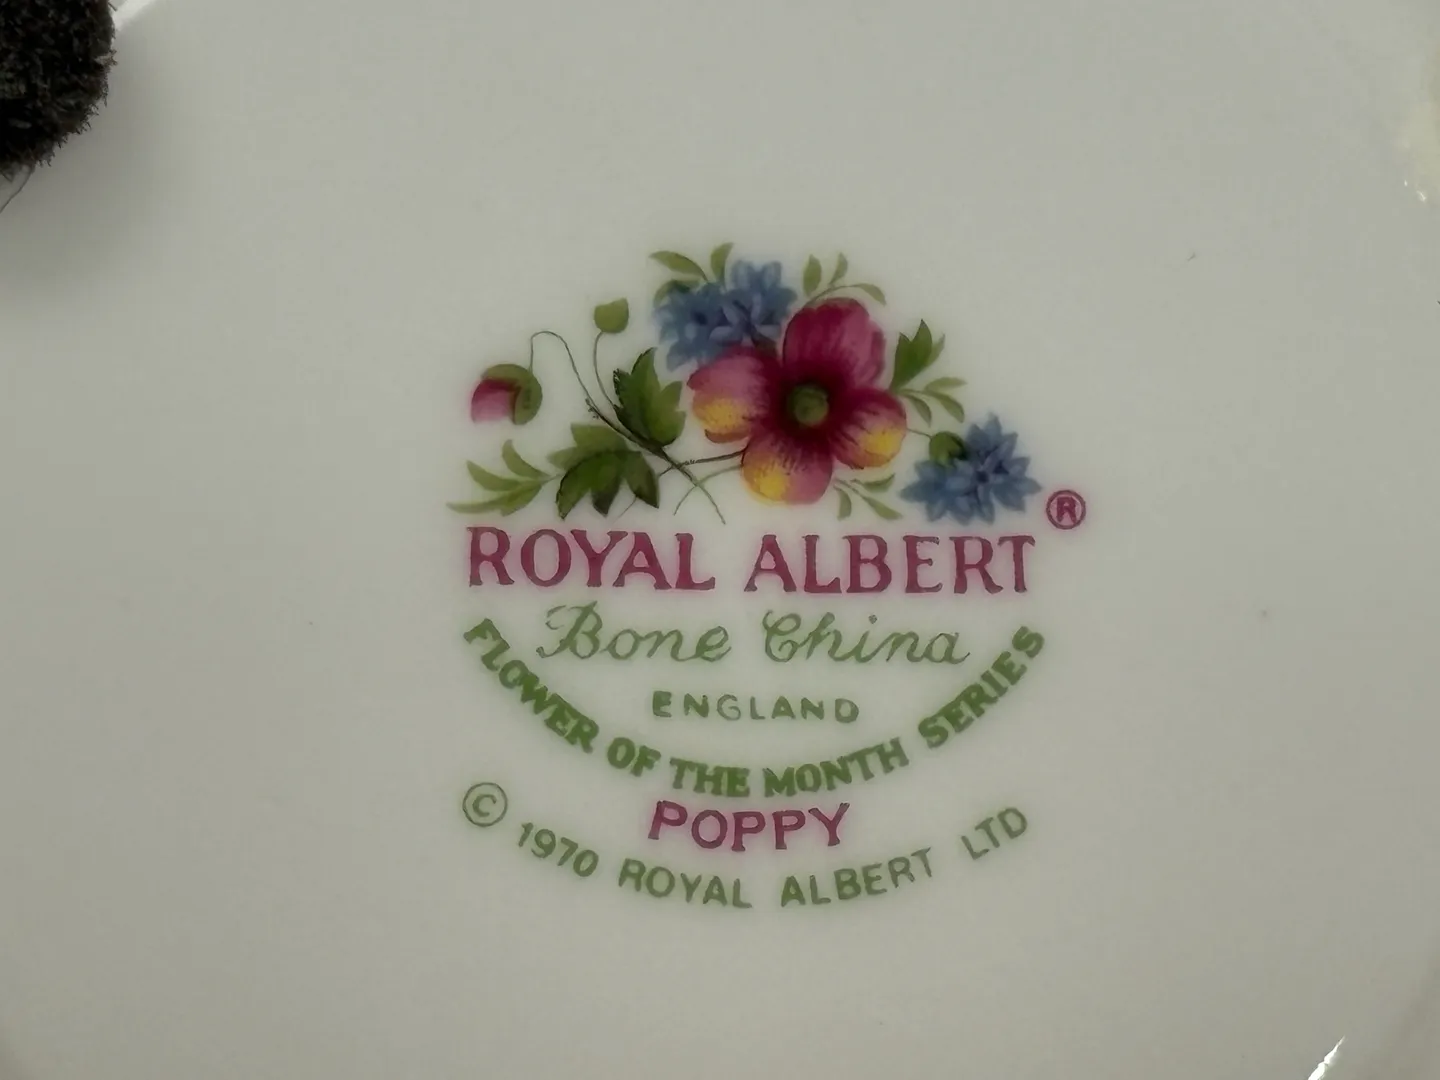 ROYAL ALBERT ®
Bone China
ENGLAND
FLOWER OF THE MONTH SERIES
POPPY
© 1970 ROYAL ALBERT LTD